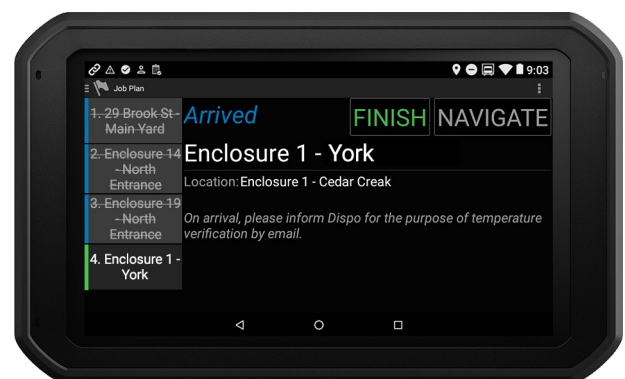 9:03
Job Plan
1. 29 Brook St -
Main Yard
2. Enclosure 14
- North
Entrance
3. Enclosure 19
- North
Entrance
4. Enclosure 1 -
York
Arrived
FINISH
NAVIGATE
Enclosure 1 - York
Location: Enclosure 1 - Cedar Creak
On arrival, please inform Dispo for the purpose of temperature
verification by email.